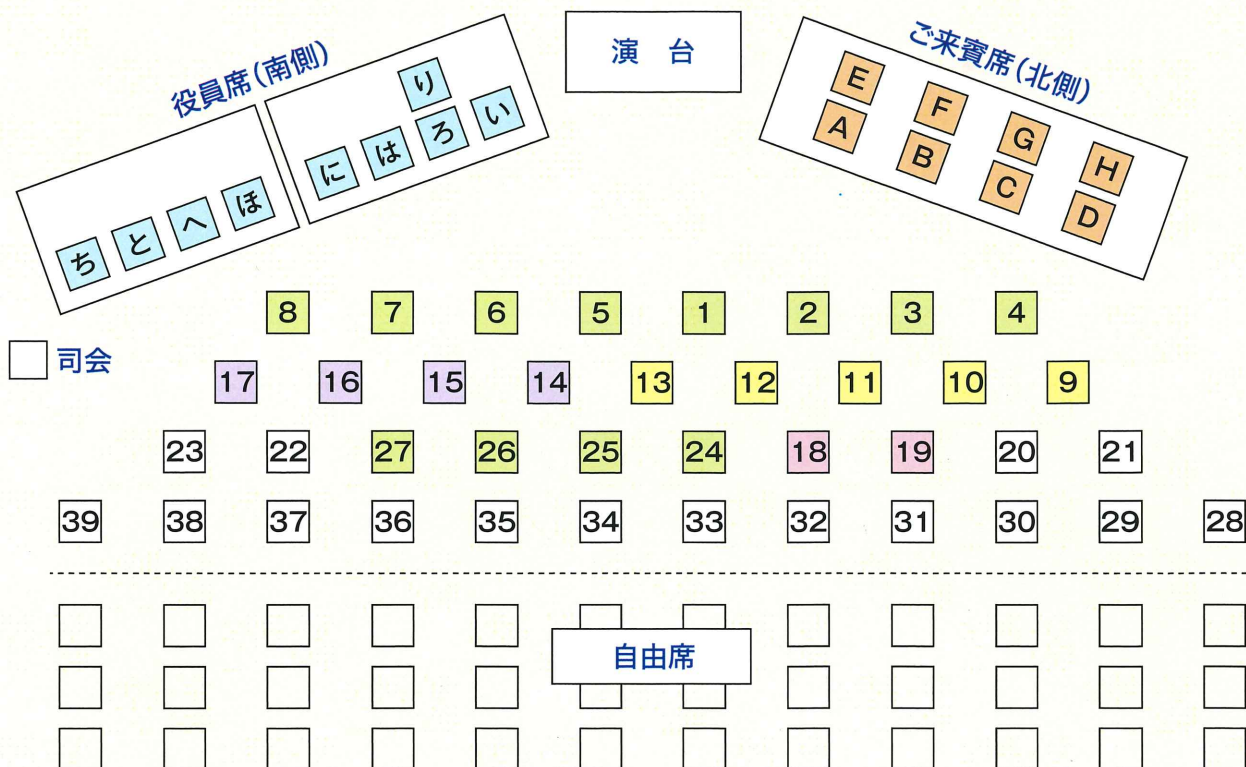 演 台
役員席(南側)
ご来賓席(北側)
り
に は ろ い
ち と へ ほ
E F G H
A B C D
8 7 6 5 1 2 3 4
司会
17 16 15 14 13 12 11 10 9
23 22 27 26 25 24 18 19 20 21
39 38 37 36 35 34 33 32 31 30 29 28
自由席